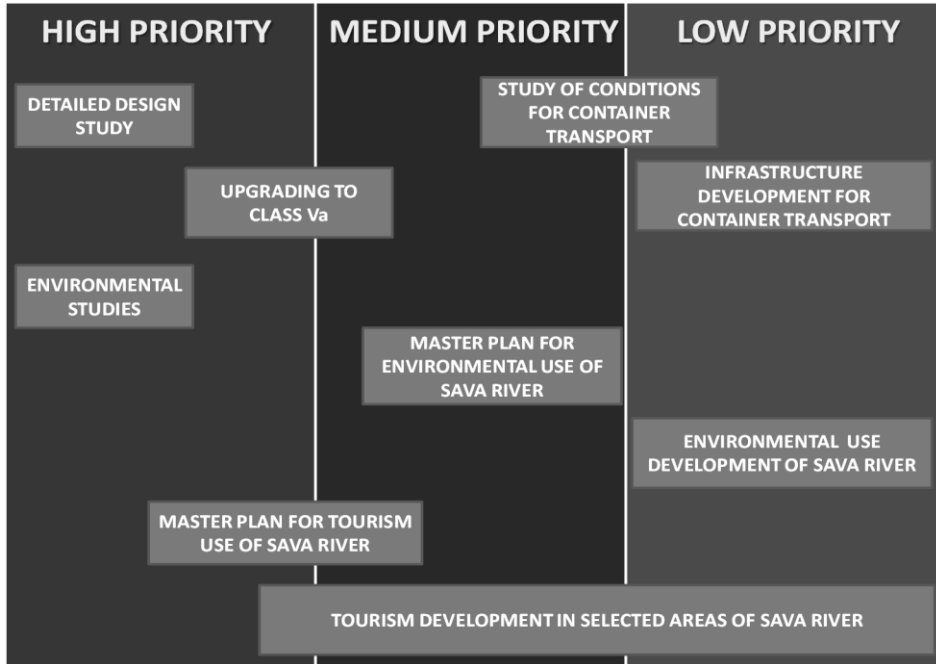 HIGH PRIORITY
MEDIUM PRIORITY
LOW PRIORITY
DETAILED DESIGN
STUDY
STUDY OF CONDITIONS
FOR CONTAINER
TRANSPORT
UPGRADING TO
CLASS Va
INFRASTRUCTURE
DEVELOPMENT FOR
CONTAINER TRANSPORT
ENVIRONMENTAL
STUDIES
MASTER PLAN FOR
ENVIRONMENTAL USE OF
SAVA RIVER
ENVIRONMENTAL USE
DEVELOPMENT OF SAVA RIVER
MASTER PLAN FOR TOURISM
USE OF SAVA RIVER
TOURISM DEVELOPMENT IN SELECTED AREAS OF SAVA RIVER